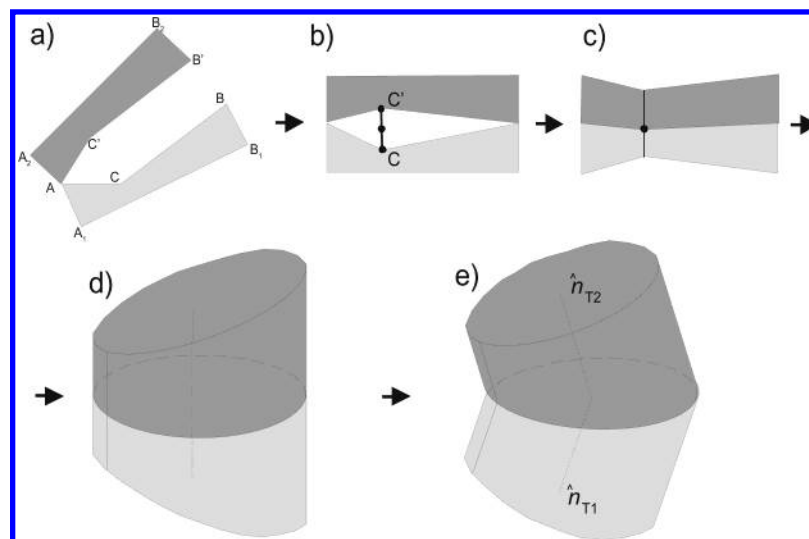 a)
B₂
B'
B
B₁
C'
A₂
A
C
A₁
b)
C'
C
c)
d)
e)
n̂T2
n̂T1